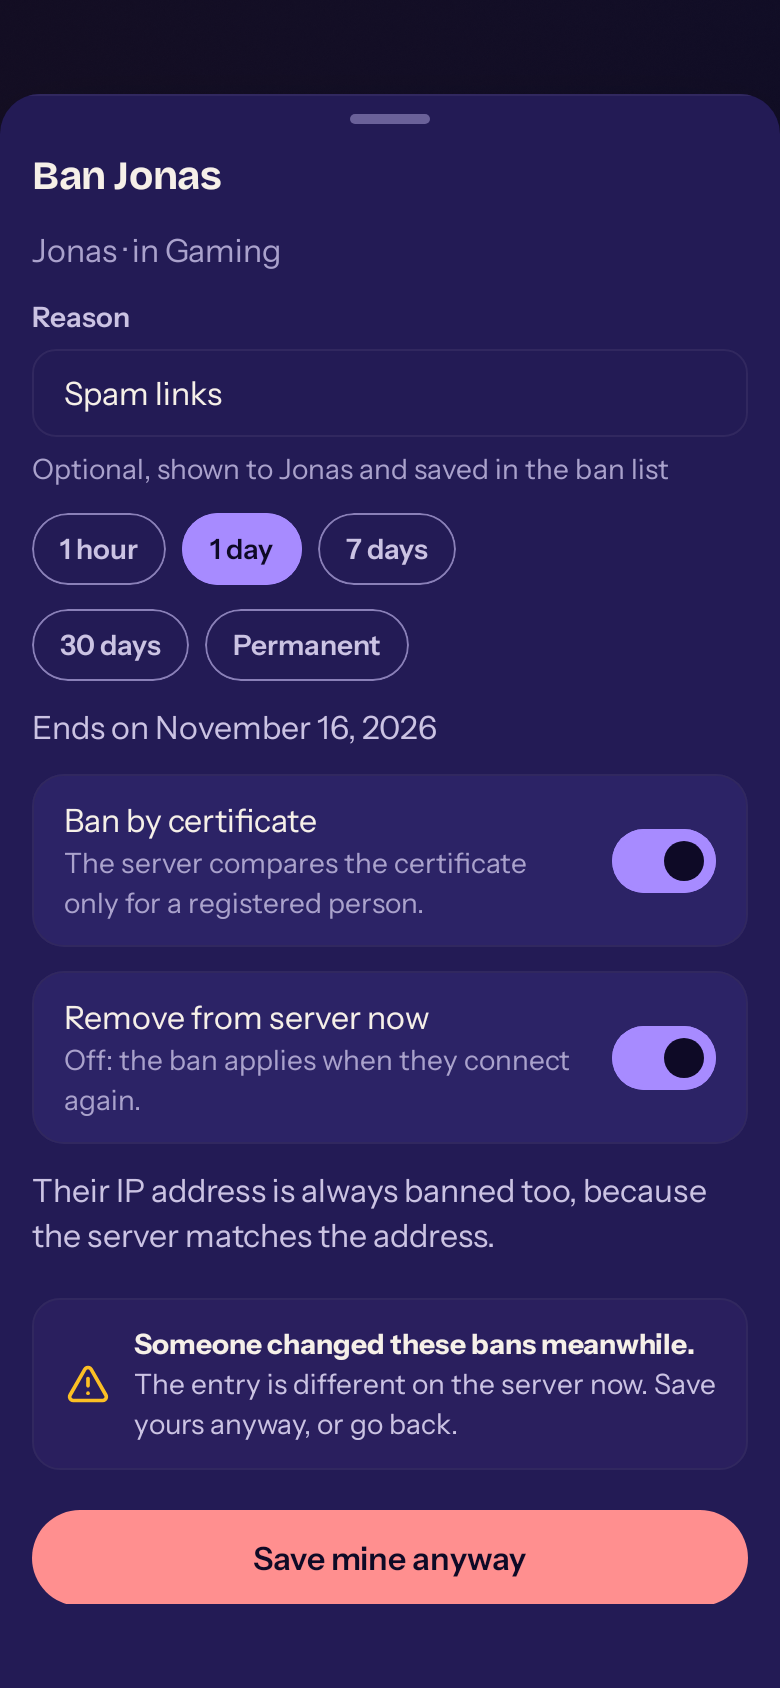 Ban Jonas
Jonas · in Gaming
Reason
Spam links
Optional, shown to Jonas and saved in the ban list
1 hour
1 day
7 days
30 days
Permanent
Ends on November 16, 2026
Ban by certificate
The server compares the certificate
only for a registered person.
Remove from server now
Off: the ban applies when they connect
again.
Their IP address is always banned too, because
the server matches the address.
Someone changed these bans meanwhile.
The entry is different on the server now. Save
yours anyway, or go back.
Save mine anyway